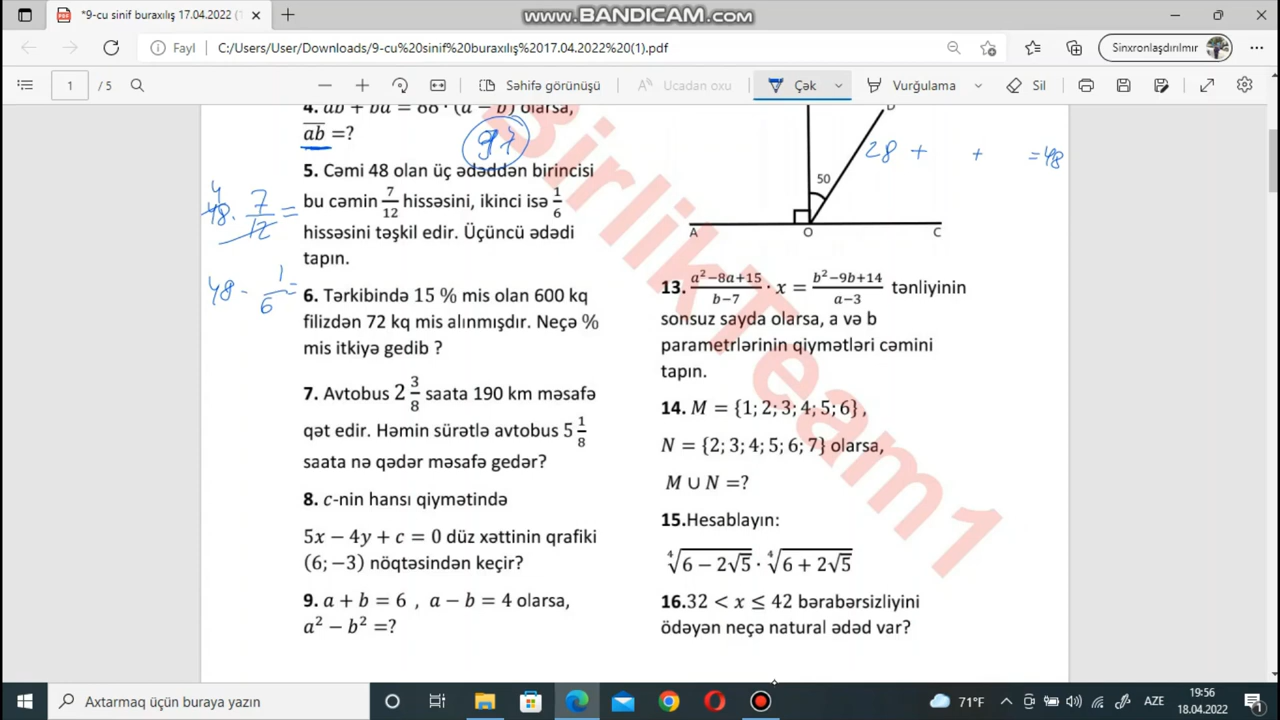 *9-cu sinif buraxılış 17.04.2022 (
www.BANDICAM.com
Fayl
C:/Users/User/Downloads/9-cu%20sinif%20buraxılış%2017.04.2022%20(1).pdf
Sinxronlaşdırılmır
1 / 5
Səhifə görünüşü
Ucadan oxu
Çək
Vurğulama
Sil
4. ab + ba = 88 · (a − b) olarsa,
ab =?
5. Cəmi 48 olan üç ədəddən birincisi
bu cəmin 7/12 hissəsini, ikinci isə 1/6
hissəsini təşkil edir. Üçüncü ədədi
tapın.
48 · 7/12 =
48 · 1/6 =
6. Tərkibində 15 % mis olan 600 kq
filizdən 72 kq mis alınmışdır. Neçə %
mis itkiyə gedib ?
7. Avtobus 2 3/8 saata 190 km məsafə
qət edir. Həmin sürətlə avtobus 5 1/8
saata nə qədər məsafə gedər?
8. c-nin hansı qiymətində
5x − 4y + c = 0 düz xəttinin qrafiki
(6; −3) nöqtəsindən keçir?
9. a + b = 6 , a − b = 4 olarsa,
a² − b² =?
50
A O C
28 + + =48
13. a²−8a+15/b−7 · x = b²−9b+14/a−3 tənliyinin
sonsuz sayda olarsa, a və b
parametrlərinin qiymətləri cəmini
tapın.
14. M = {1; 2; 3; 4; 5; 6} ,
N = {2; 3; 4; 5; 6; 7} olarsa,
M ∪ N =?
15.Hesablayın:
⁴√6 − 2√5 · ⁴√6 + 2√5
16.32 < x ≤ 42 bərabərsizliyini
ödəyən neçə natural ədəd var?
BirlikTeam1
Axtarmaq üçün buraya yazın
71°F
AZE
19:56
18.04.2022